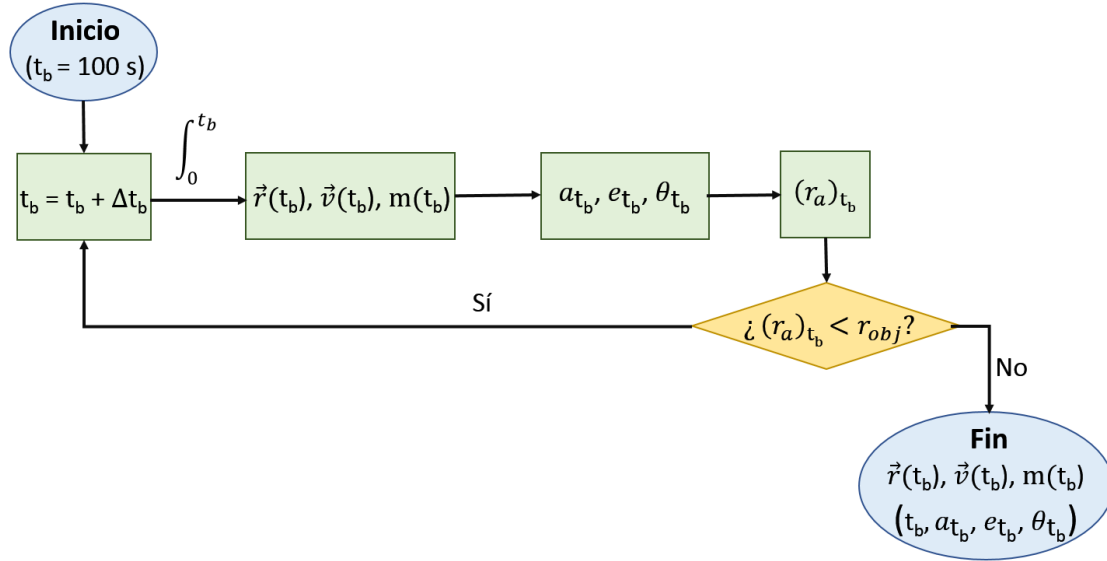 Inicio
(t_b = 100 s)
t_b = t_b + Δt_b
∫_0^{t_b}
r⃗(t_b), v⃗(t_b), m(t_b)
a_{t_b}, e_{t_b}, θ_{t_b}
(r_a)_{t_b}
¿ (r_a)_{t_b} < r_{obj}?
Sí
No
Fin
r⃗(t_b), v⃗(t_b), m(t_b)
(t_b, a_{t_b}, e_{t_b}, θ_{t_b})